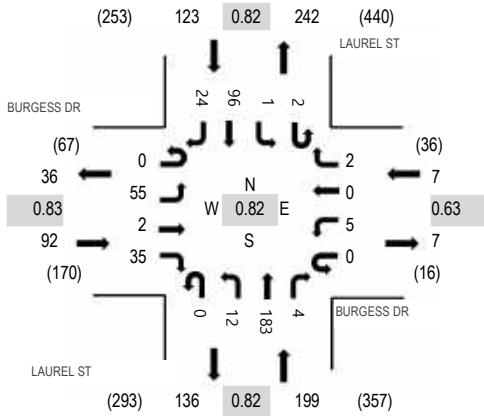 (253) 123 0.82 242 (440)
LAUREL ST
BURGESS DR
24 96 1 2
(67) (36)
0 2
36 7
55 N 0
0.83 W 0.82 E 0.63
2 5
92 S 7
35 0
(170) (16)
0 12 183 4
BURGESS DR
LAUREL ST
(293) 136 0.82 199 (357)